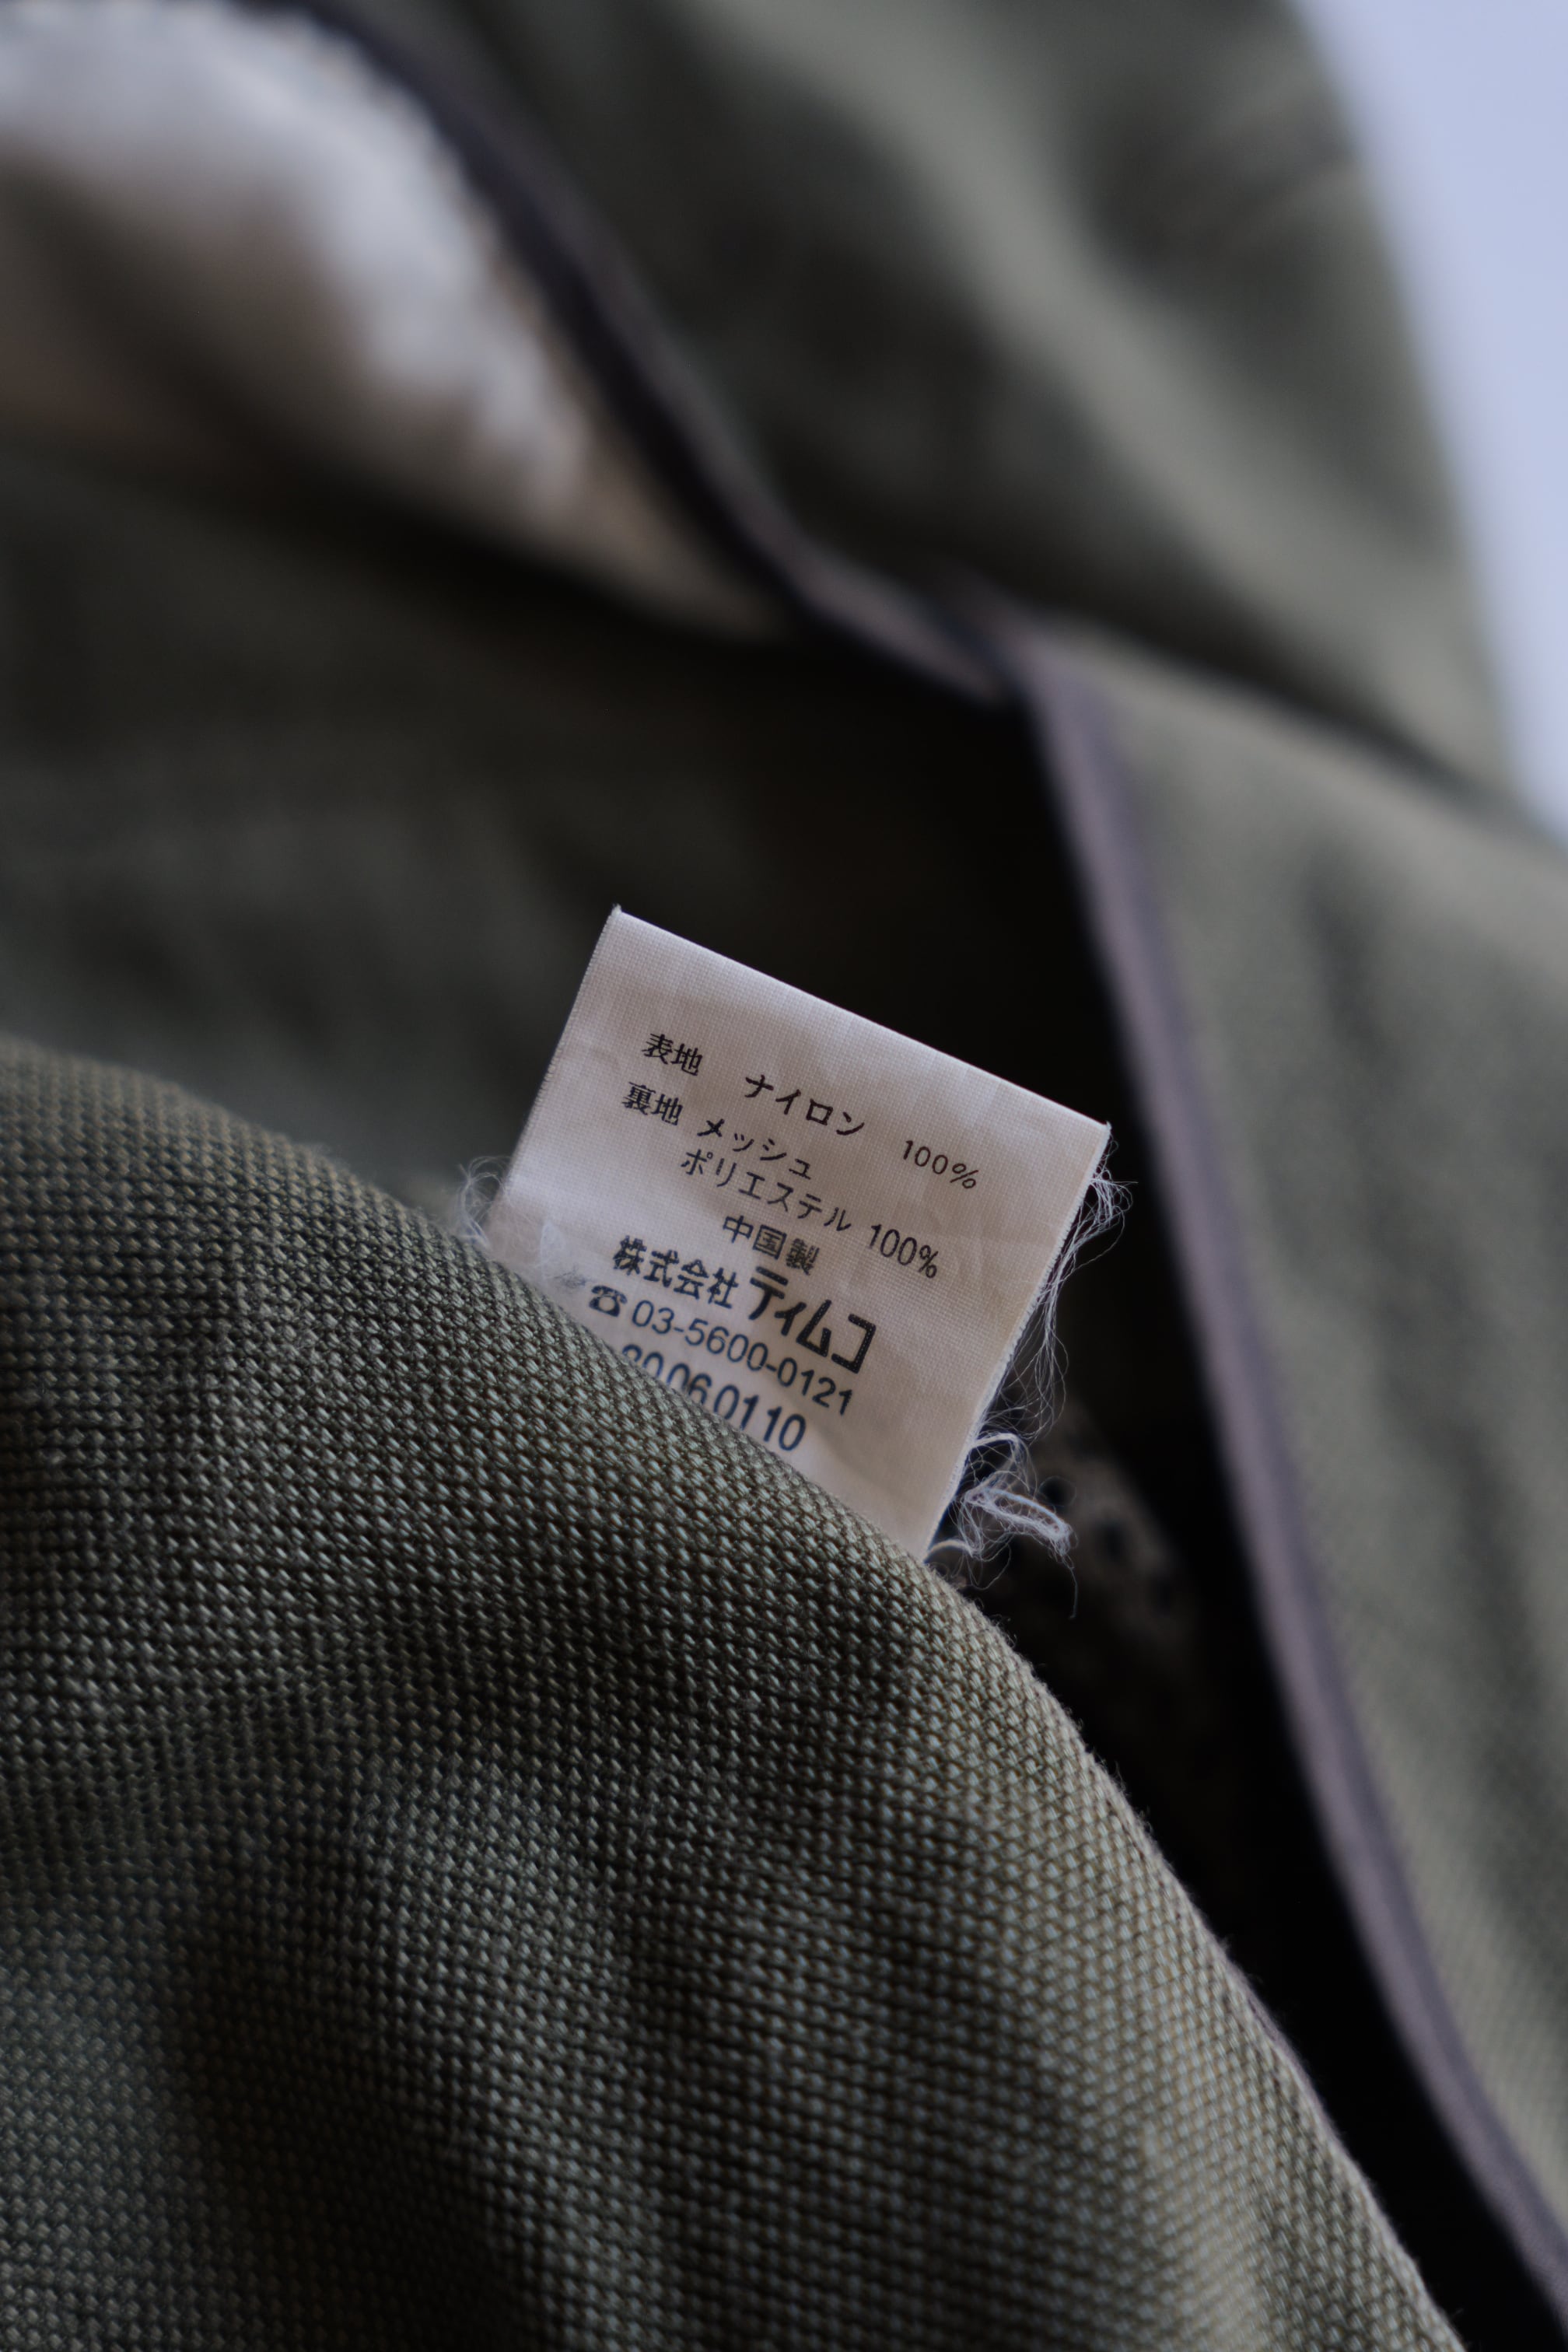 表地 ナイロン 100%
裏地 メッシュ
ポリエステル 100%
中国製
株式会社ティムコ
☎ 03-5600-0121
20060110